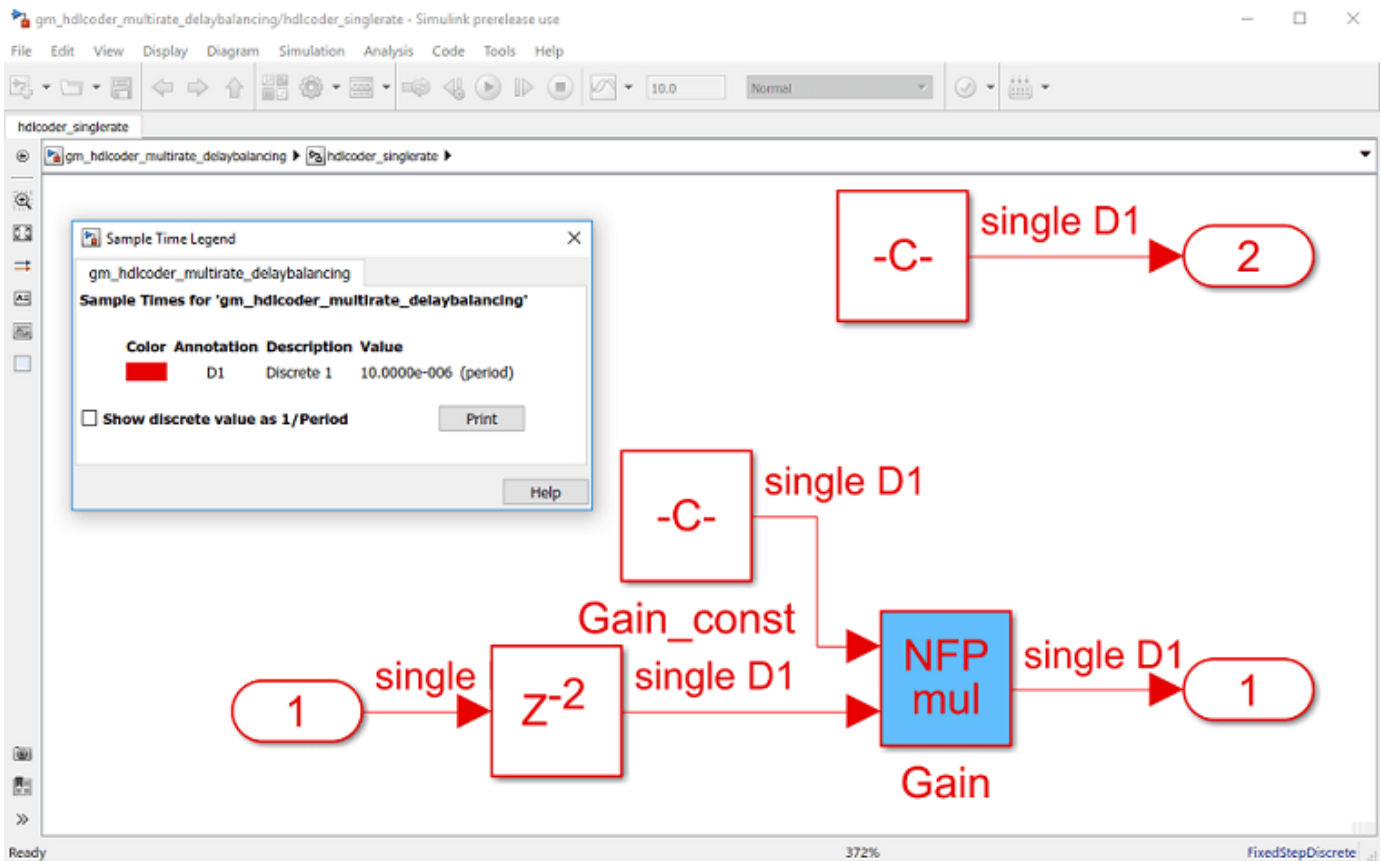 gm_hdlcoder_multirate_delaybalancing/hdlcoder_singlerate - Simulink prerelease use
File Edit View Display Diagram Simulation Analysis Code Tools Help
10.0 Normal
hdlcoder_singlerate
gm_hdlcoder_multirate_delaybalancing hdlcoder_singlerate
Sample Time Legend
gm_hdlcoder_multirate_delaybalancing
Sample Times for 'gm_hdlcoder_multirate_delaybalancing'
Color Annotation Description Value
D1 Discrete 1 10.0000e-006 (period)
Show discrete value as 1/Period Print
Help
-C- single D1 2
-C- single D1
Gain_const
1 single Z-2 single D1 NFP mul single D1 1
Gain
Ready 372% FixedStepDiscrete